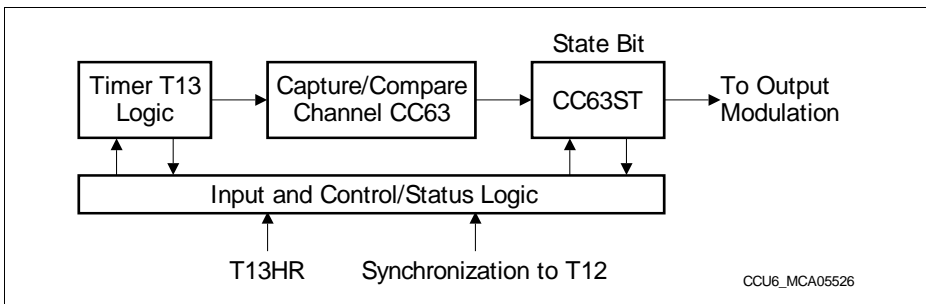 State Bit
Timer T13
Logic
Capture/Compare
Channel CC63
CC63ST
To Output
Modulation
Input and Control/Status Logic
T13HR
Synchronization to T12
CCU6_MCA05526